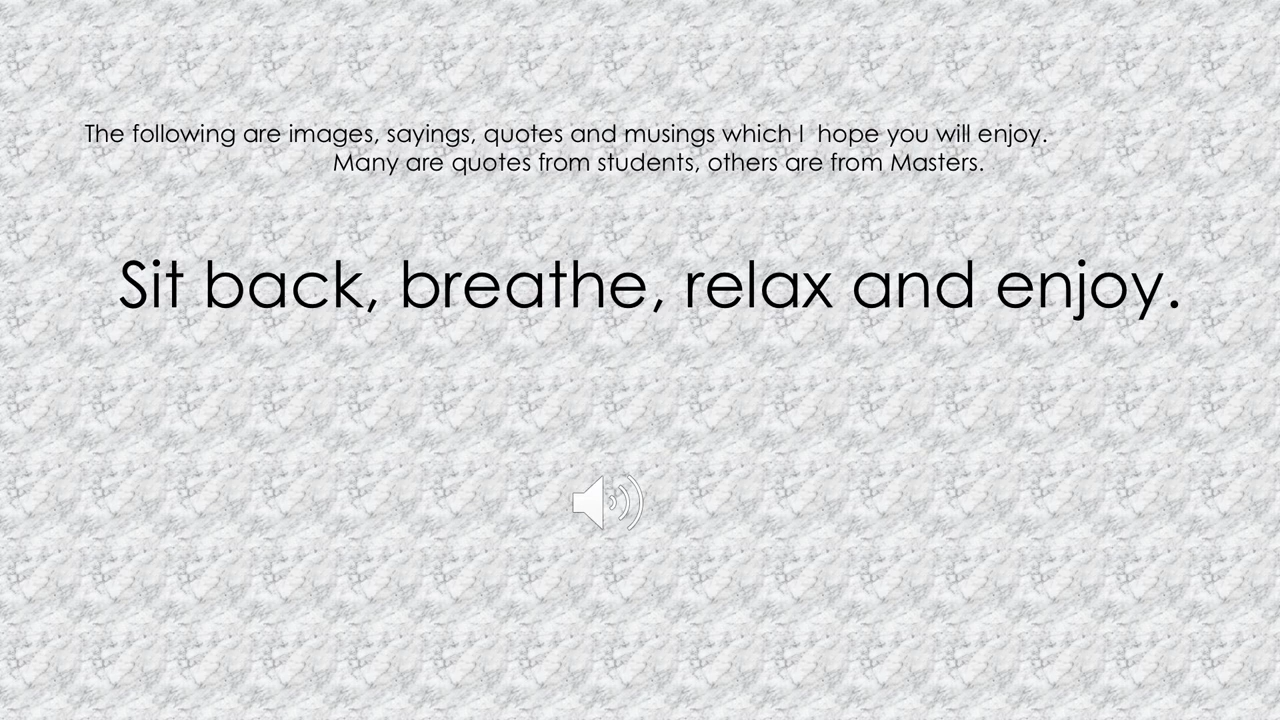 The following are images, sayings, quotes and musings which I  hope you will enjoy.
Many are quotes from students, others are from Masters.
Sit back, breathe, relax and enjoy.